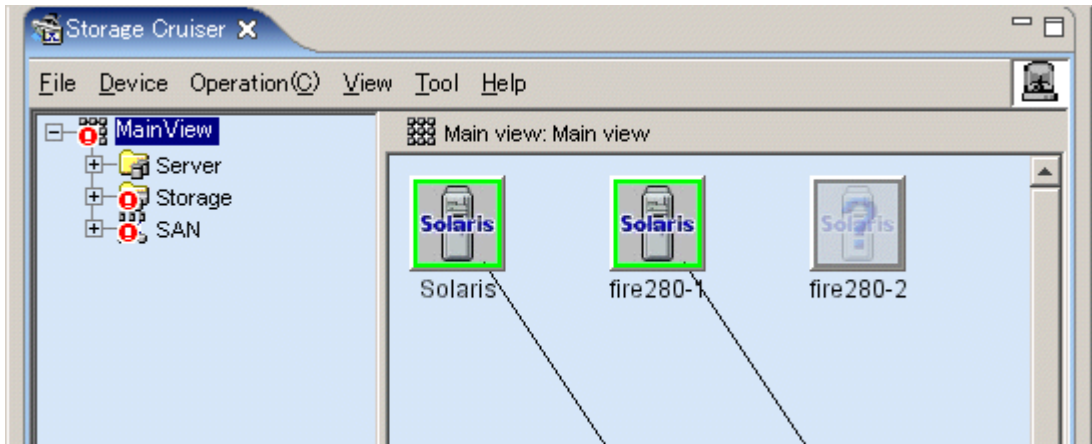 Storage Cruiser
File Device Operation(C) View Tool Help
MainView
Server
Storage
SAN
Main view: Main view
Solaris Solaris Solaris
Solaris fire280-1 fire280-2